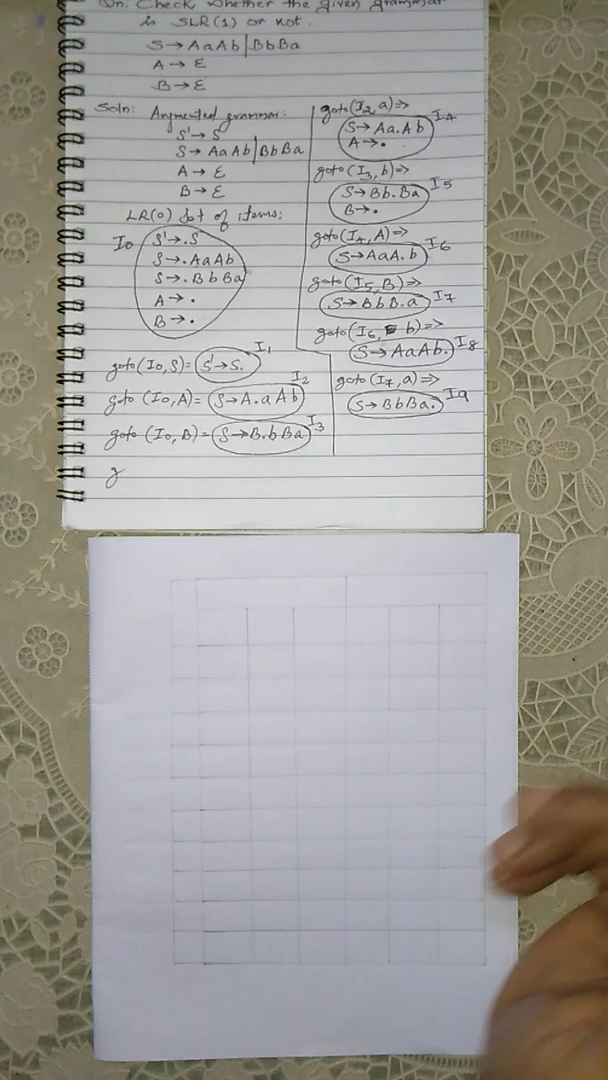 Qn. Check whether the given grammar
is SLR(1) or not.
S→AaAb|BbBa
A→ε
B→ε
Soln: Augmented grammar:
S'→S
S→AaAb|BbBa
A→ε
B→ε
LR(0) set of items:
I0
S'→.S
S→.AaAb
S→.BbBa
A→.
B→.
goto(I0,S)= S'→S. I1
goto (I0,A)= S→A.aAb I2
goto (I0,B)= S→B.bBa I3
g
goto(I2,a)=> I4
S→Aa.Ab
A→.
goto(I3,b)=> I5
S→Bb.Ba
B→.
goto(I4,A)=> I6
S→AaA.b
goto(I5,B)=>
S→BbB.a I7
goto(I6, b)=>
S→AaAb. I8
goto(I7,a)=>
S→BbBa. I9